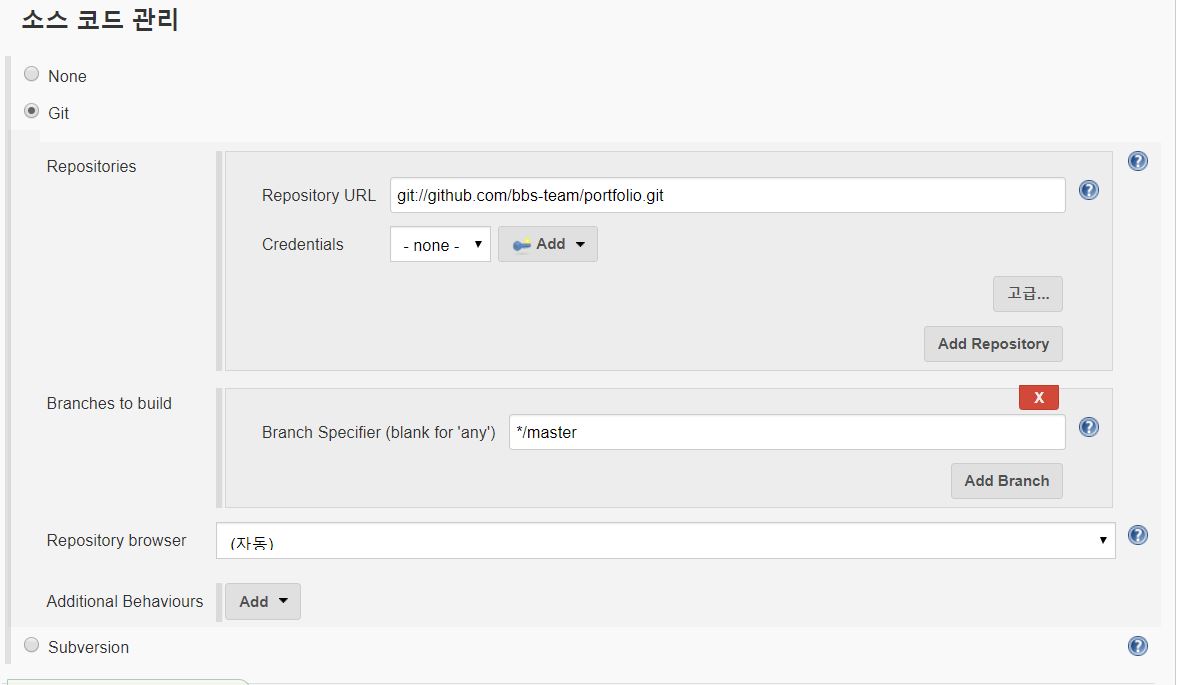 소스 코드 관리
None
Git
Repositories
Repository URL git://github.com/bbs-team/portfolio.git
Credentials - none - Add
고급...
Add Repository
Branches to build
X
Branch Specifier (blank for 'any') */master
Add Branch
Repository browser (자동)
Additional Behaviours Add
Subversion